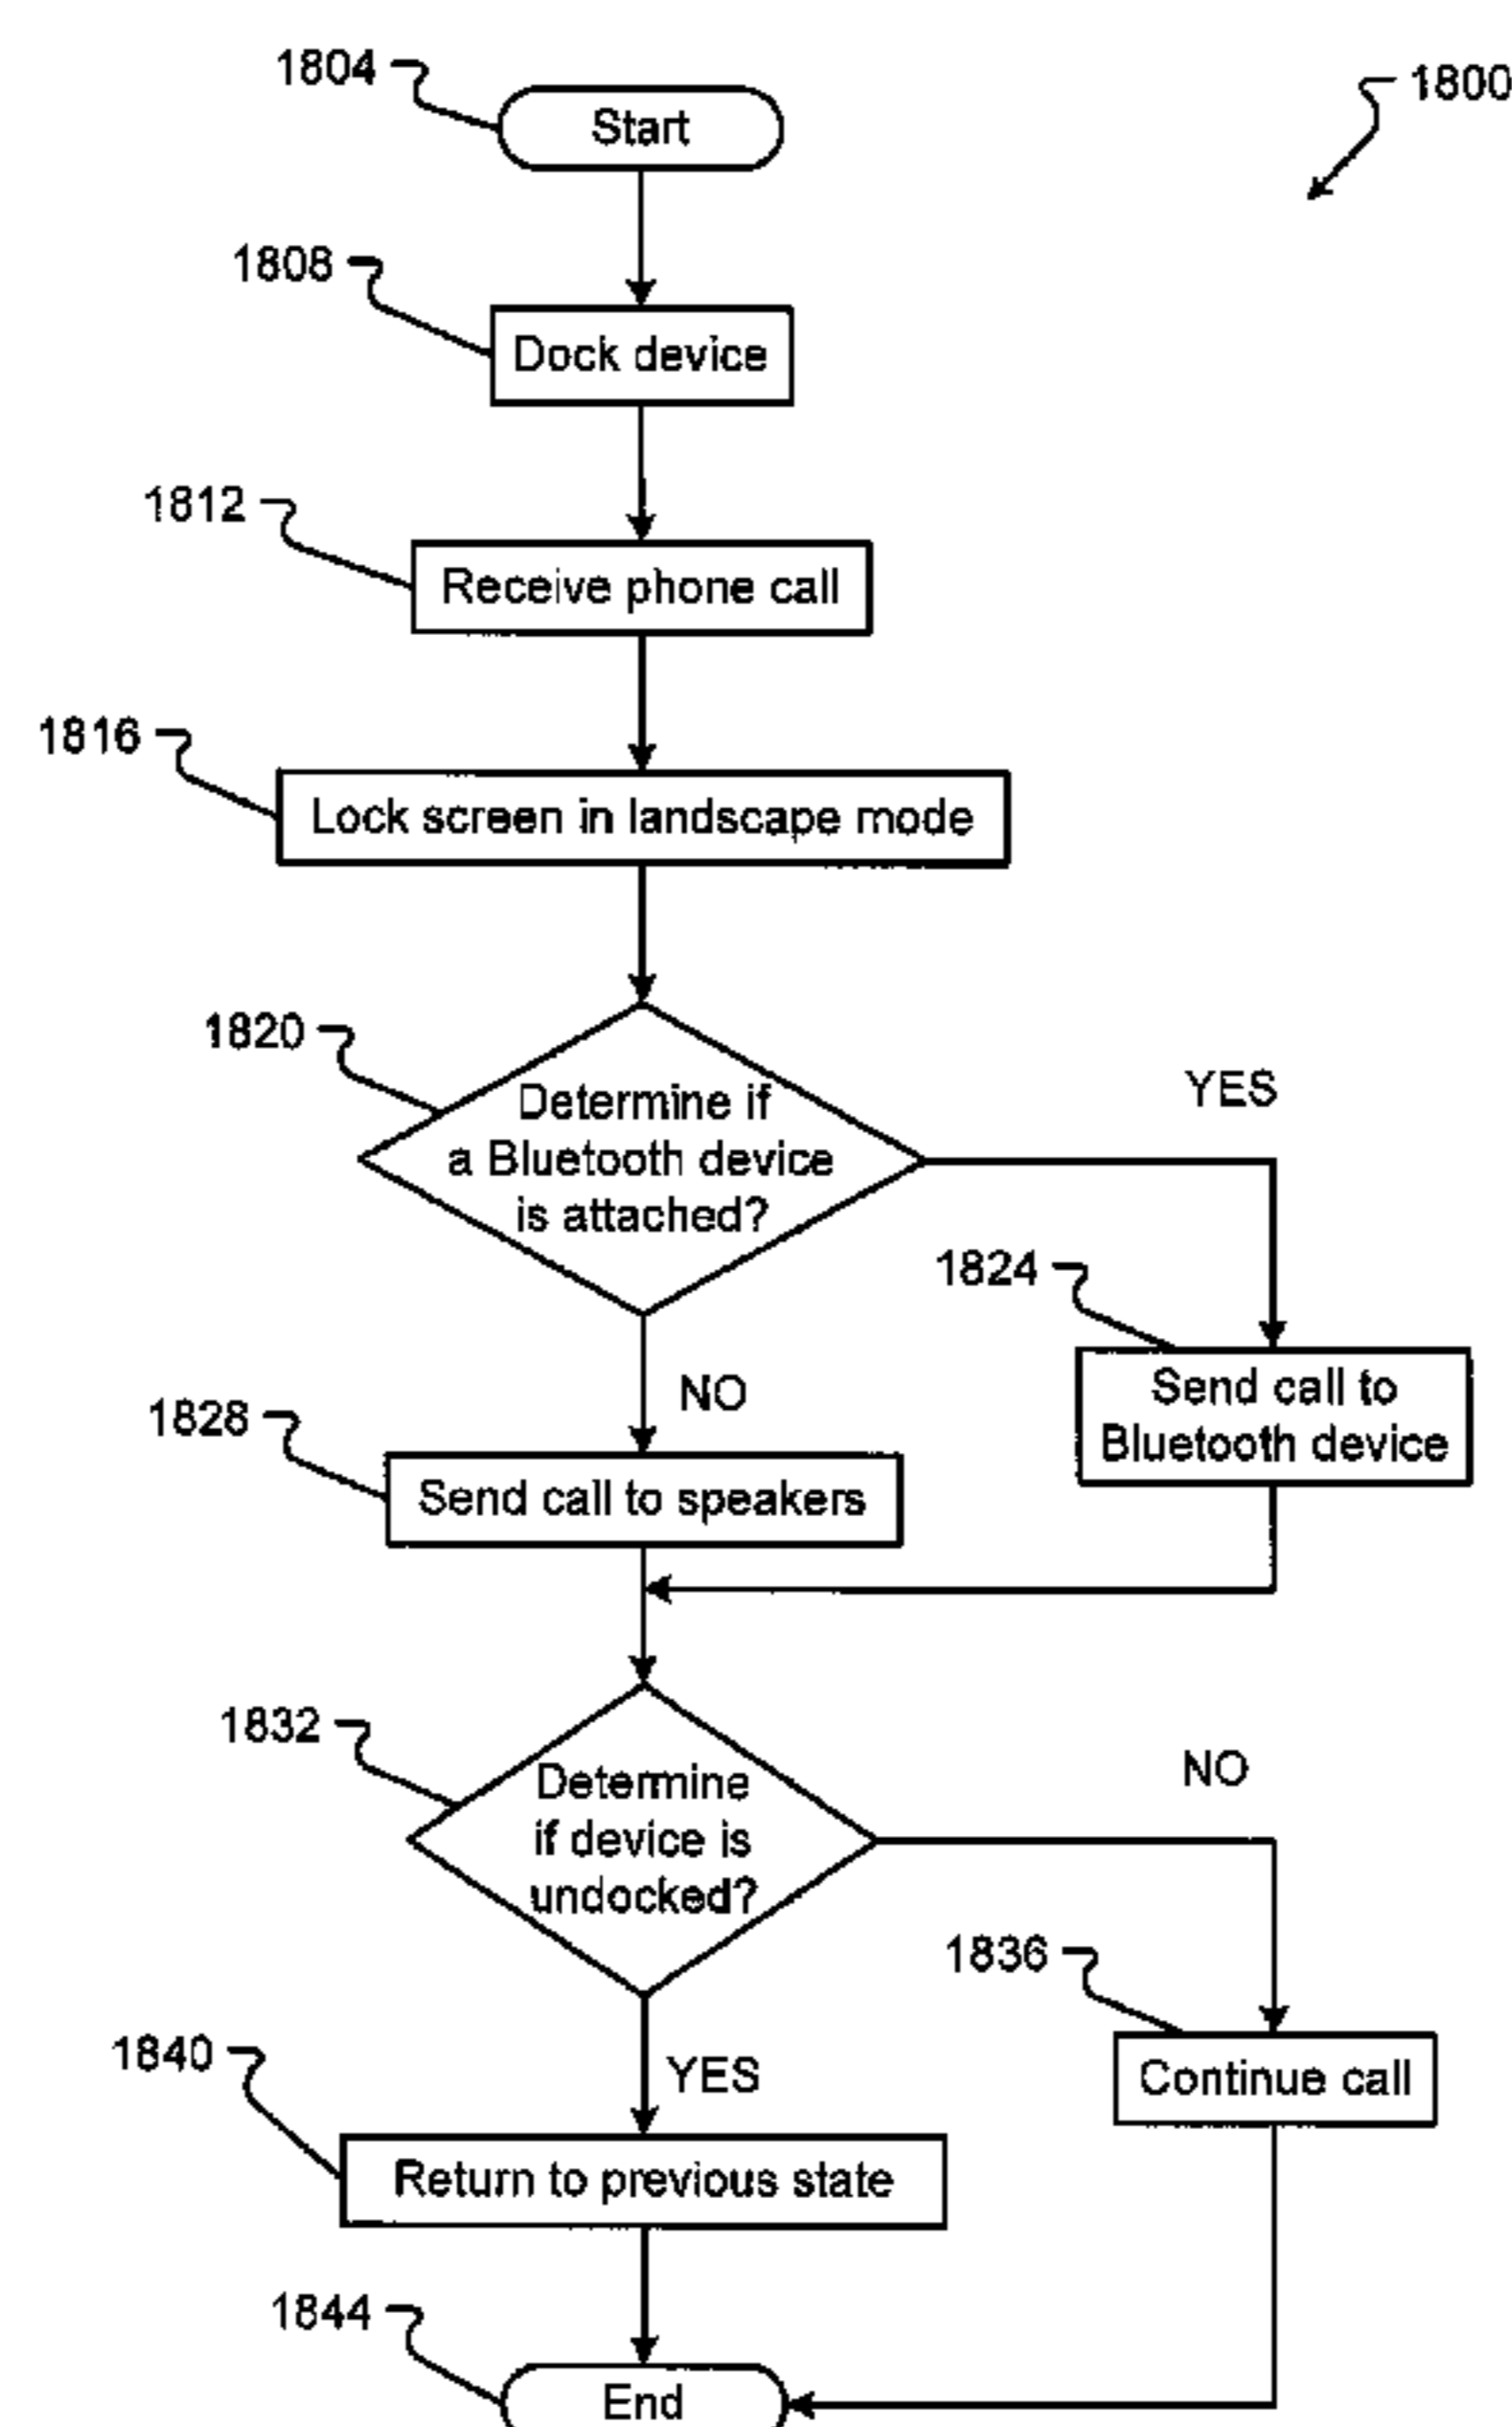 1804
Start
1800
1808
Dock device
1812
Receive phone call
1816
Lock screen in landscape mode
1820
Determine if
a Bluetooth device
is attached?
YES
1824
Send call to
Bluetooth device
NO
1828
Send call to speakers
1832
Determine
if device is
undocked?
NO
1836
Continue call
YES
1840
Return to previous state
1844
End